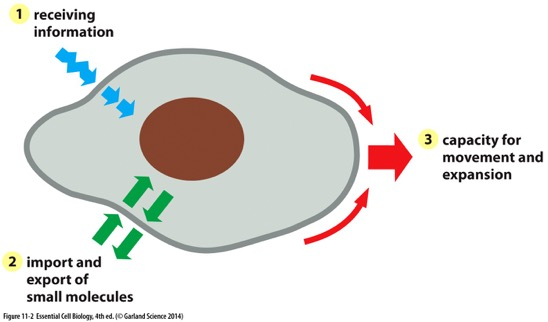 1 receiving
information
3 capacity for
movement and
expansion
2 import and
export of
small molecules
Figure 11-2 Essential Cell Biology, 4th ed. (© Garland Science 2014)